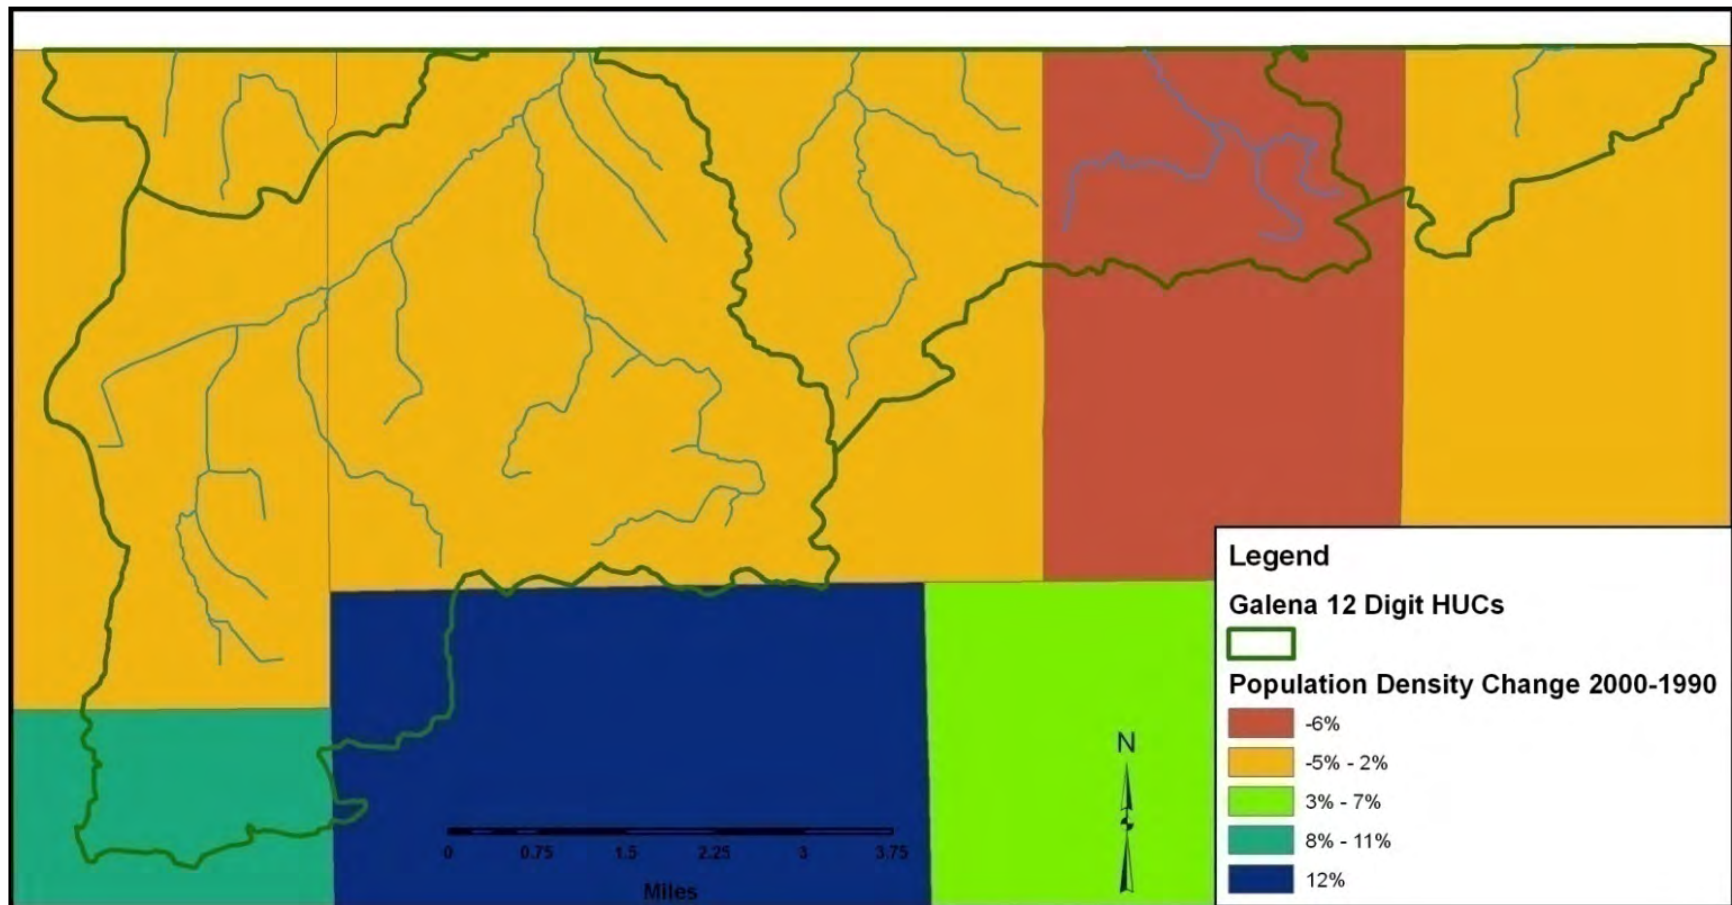 Legend
Galena 12 Digit HUCs
Population Density Change 2000-1990
-6%
-5% - 2%
3% - 7%
8% - 11%
12%
N
0 0.75 1.5 2.25 3 3.75
Miles